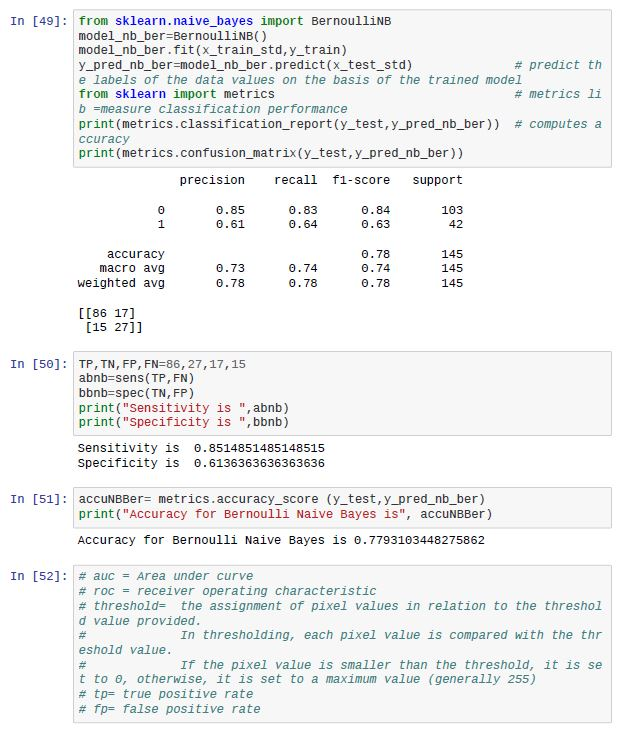 In [49]: from sklearn.naive_bayes import BernoulliNB
model_nb_ber=BernoulliNB()
model_nb_ber.fit(x_train_std,y_train)
y_pred_nb_ber=model_nb_ber.predict(x_test_std) # predict th
e labels of the data values on the basis of the trained model
from sklearn import metrics # metrics li
b =measure classification performance
print(metrics.classification_report(y_test,y_pred_nb_ber)) # computes a
ccuracy
print(metrics.confusion_matrix(y_test,y_pred_nb_ber))
precision recall f1-score support
0 0.85 0.83 0.84 103
1 0.61 0.64 0.63 42
accuracy 0.78 145
macro avg 0.73 0.74 0.74 145
weighted avg 0.78 0.78 0.78 145
[[86 17]
[15 27]]
In [50]: TP,TN,FP,FN=86,27,17,15
abnb=sens(TP,FN)
bbnb=spec(TN,FP)
print("Sensitivity is ",abnb)
print("Specificity is ",bbnb)
Sensitivity is 0.8514851485148515
Specificity is 0.6136363636363636
In [51]: accuNBBer= metrics.accuracy_score (y_test,y_pred_nb_ber)
print("Accuracy for Bernoulli Naive Bayes is", accuNBBer)
Accuracy for Bernoulli Naive Bayes is 0.7793103448275862
In [52]: # auc = Area under curve
# roc = receiver operating characteristic
# threshold= the assignment of pixel values in relation to the threshol
d value provided.
# In thresholding, each pixel value is compared with the thr
eshold value.
# If the pixel value is smaller than the threshold, it is se
t to 0, otherwise, it is set to a maximum value (generally 255)
# tp= true positive rate
# fp= false positive rate